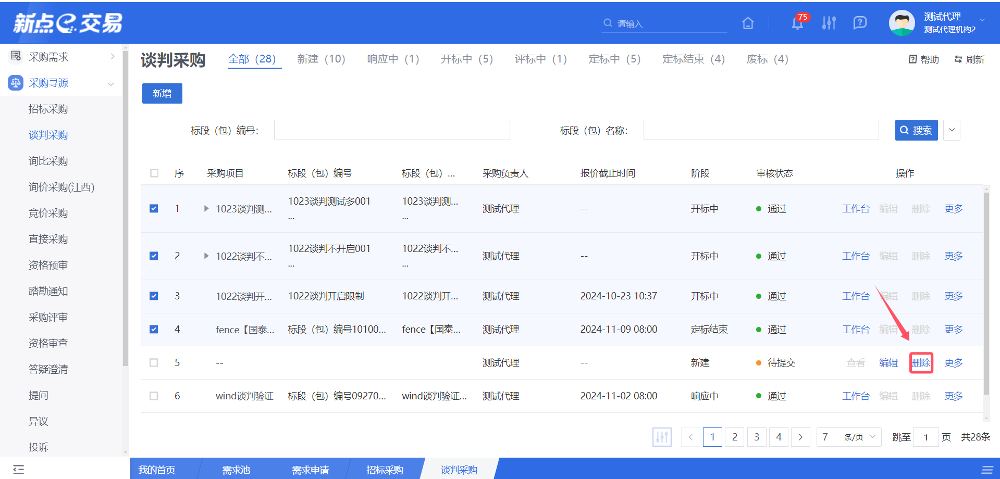 新点e交易
请输入
75
测试代理
测试代理机构2
采购需求
采购寻源
招标采购
谈判采购
询比采购
询价采购(江西)
竞价采购
直接采购
资格预审
踏勘通知
采购评审
资格审查
答疑澄清
提问
异议
投诉
谈判采购 全部（28） 新建（10） 响应中（1） 开标中（5） 评标中（1） 定标中（5） 定标结束（4） 废标（4） 帮助 刷新
新增
标段（包）编号： 标段（包）名称： 搜索
序 采购项目 标段（包）编号 标段（包）... 采购负责人 报价截止时间 阶段 审核状态 操作
1 1023谈判测... 1023谈判测试多001 ... 1023谈判测... ... 测试代理 -- 开标中 通过 工作台 编辑 删除 更多
2 1022谈判不... 1022谈判不开启001 ... 1022谈判不... ... 测试代理 -- 开标中 通过 工作台 编辑 删除 更多
3 1022谈判开... 1022谈判开启限制 1022谈判开... 测试代理 2024-10-23 10:37 开标中 通过 工作台 编辑 删除 更多
4 fence【国泰... 标段（包）编号10100... fence【国泰... 测试代理 2024-11-09 08:00 定标结束 通过 工作台 编辑 删除 更多
5 -- 测试代理 -- 新建 待提交 查看 编辑 删除 更多
6 wind谈判验证 标段（包）编号09270... wind谈判验证... 测试代理 2024-11-02 08:00 响应中 通过 工作台 编辑 删除 更多
1 2 3 4 7 条/页 跳至 1 页 共28条
我的首页 需求池 需求申请 招标采购 谈判采购